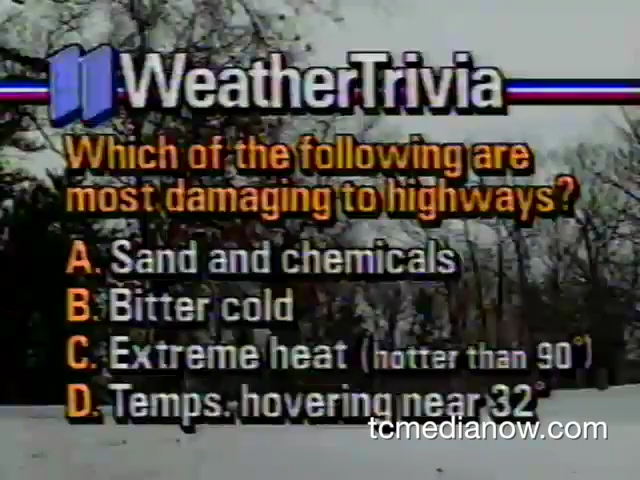 11 WeatherTrivia
Which of the following are
most damaging to highways?
A. Sand and chemicals
B. Bitter cold
C. Extreme heat (hotter than 90°)
D. Temps. hovering near 32°
tcmedianow.com